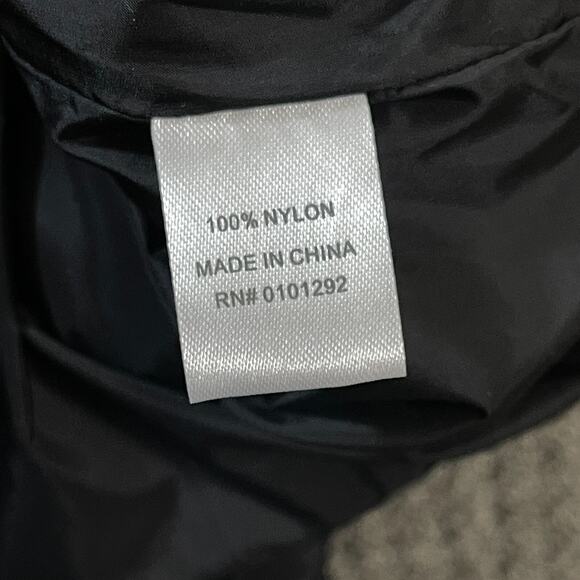 100% NYLON
MADE IN CHINA
RN# 0101292